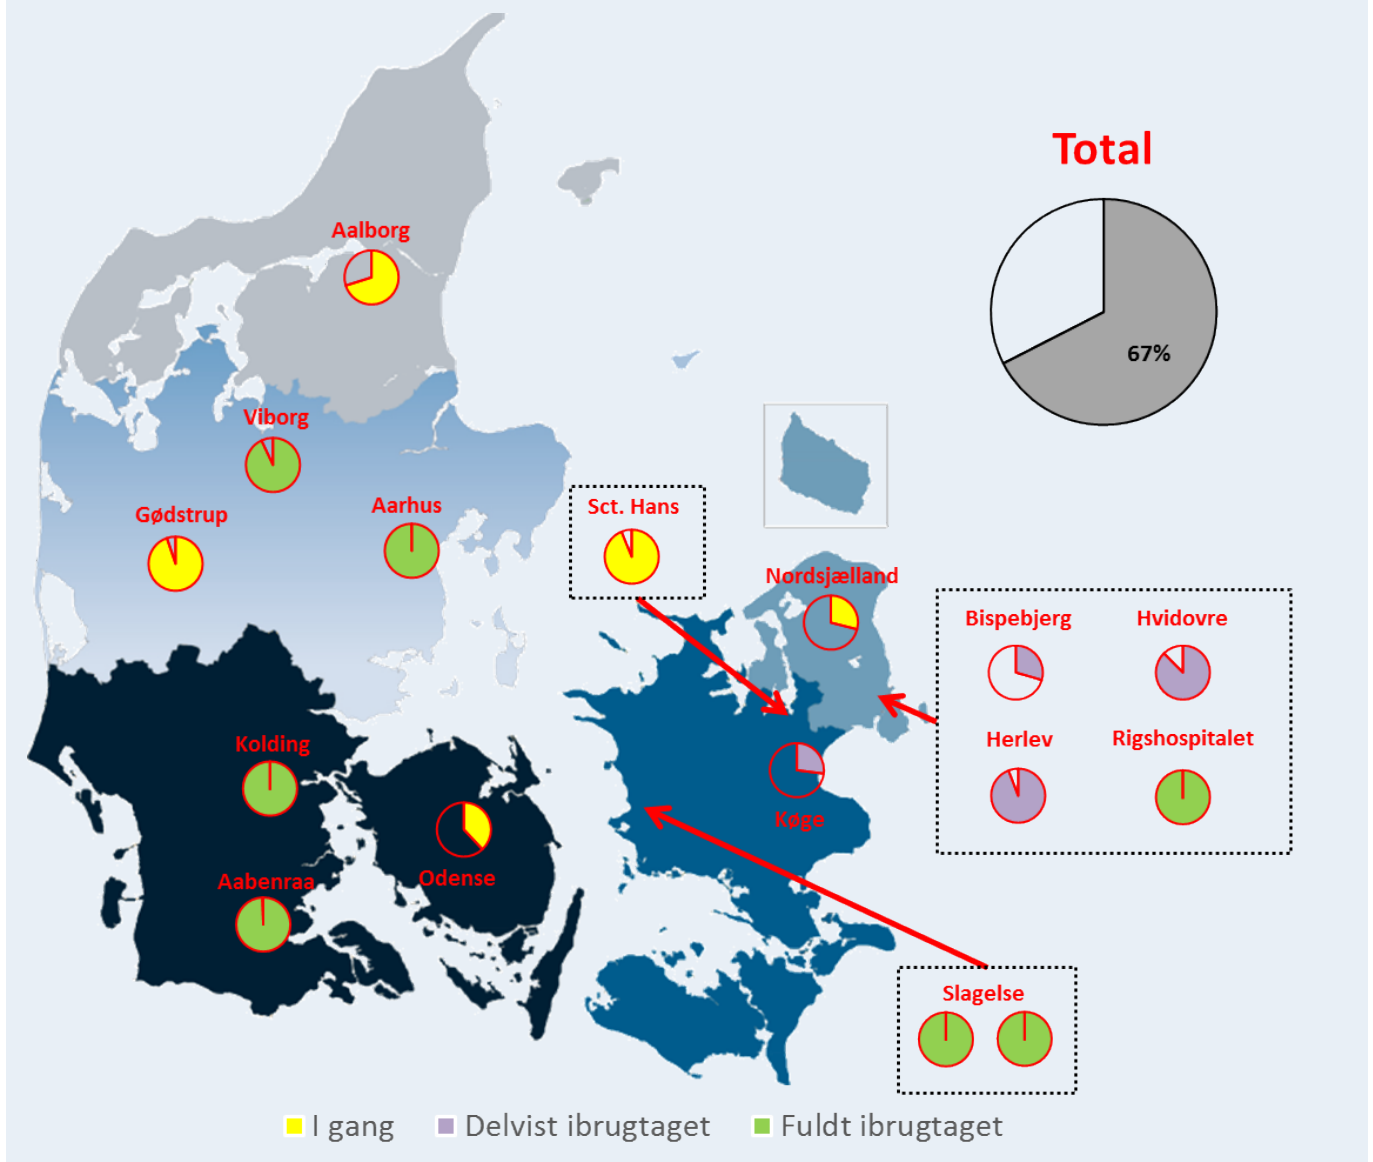 Total
67%
Aalborg
Viborg
Gødstrup
Aarhus
Sct. Hans
Nordsjælland
Bispebjerg
Hvidovre
Herlev
Rigshospitalet
Kolding
Køge
Aabenraa
Odense
Slagelse
I gang
Delvist ibrugtaget
Fuldt ibrugtaget